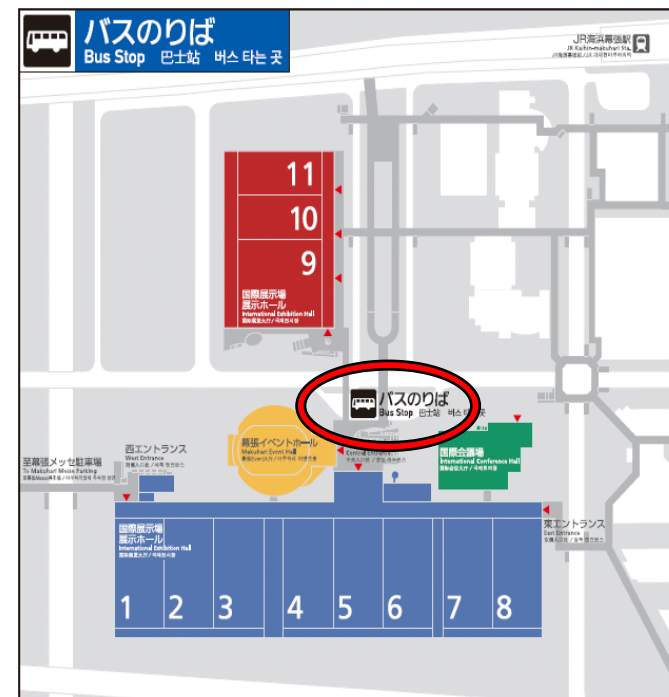 バスのりば
Bus Stop 巴士站 버스 타는 곳
JR海浜幕張駅
JR Kaihin-makuhari Sta.
11
10
9
国際展示場
展示ホール
International Exhibition Hall
バスのりば
Bus Stop 巴士站 버스 타는 곳
幕張イベントホール
Makuhari Event Hall
Central Entrance
国際会議場
International Conference Hall
西エントランス
West Entrance
至幕張メッセ駐車場
To Makuhari Messe Parking
東エントランス
East Entrance
国際展示場
展示ホール
International Exhibition Hall
1 2 3 4 5 6 7 8